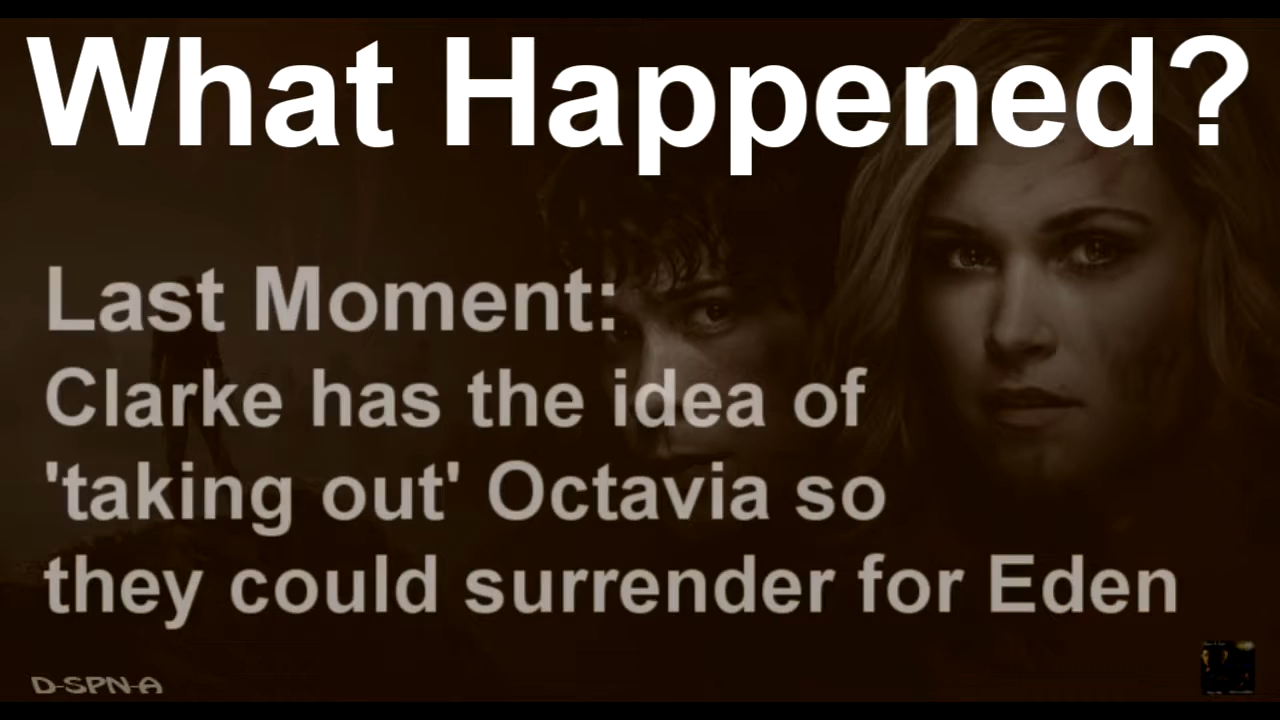 What Happened?
Last Moment:
Clarke has the idea of
'taking out' Octavia so
they could surrender for Eden
D-SPN-A